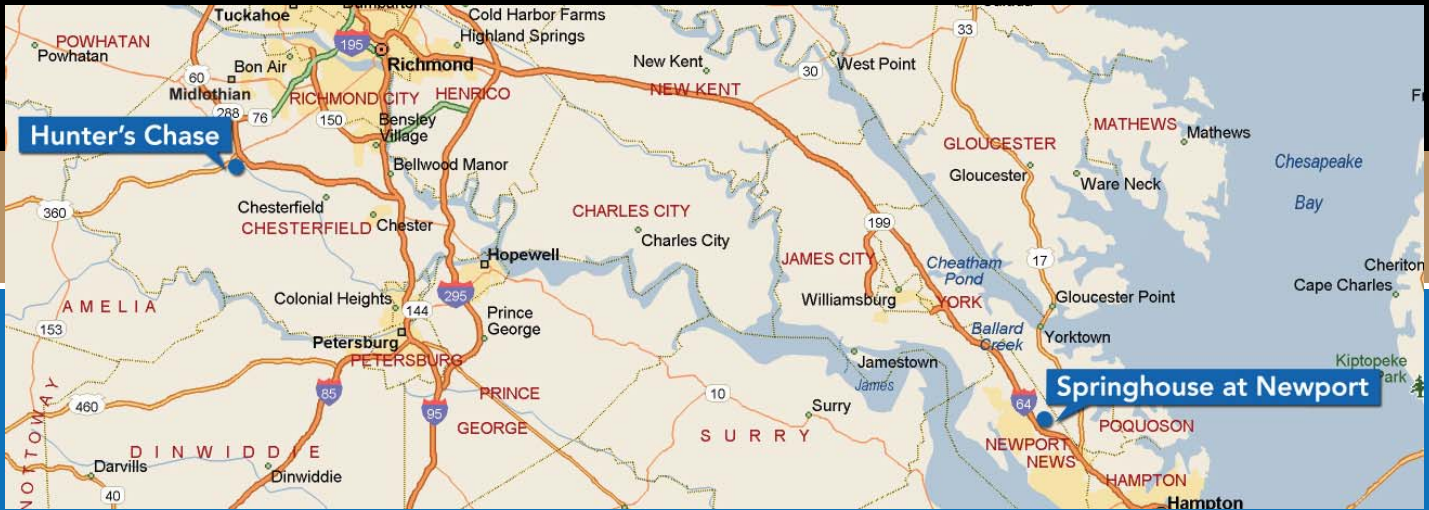 Tuckahoe
Cold Harbor Farms
Highland Springs
33
POWHATAN
Powhatan
195
Bon Air
Richmond
New Kent
West Point
30
60
Midlothian
RICHMOND CITY
HENRICO
NEW KENT
288
76
150
Bensley
Village
Hunter's Chase
Bellwood Manor
GLOUCESTER
MATHEWS
Mathews
Gloucester
Ware Neck
Chesapeake
Bay
360
Chesterfield
CHESTERFIELD
Chester
CHARLES CITY
Charles City
199
Hopewell
JAMES CITY
Cheatham
Pond
17
Cheriton
Cape Charles
AMELIA
Colonial Heights
144
295
Prince
George
Williamsburg
YORK
Gloucester Point
153
Petersburg
PETERSBURG
Ballard
Creek
Yorktown
Jamestown
James
Kiptopeke
Park
85
95
PRINCE
GEORGE
10
Surry
SURRY
64
Springhouse at Newport
460
NOTTOWAY
DINWIDDIE
Darvills
Dinwiddie
40
NEWPORT
NEWS
POQUOSON
HAMPTON
Hampton